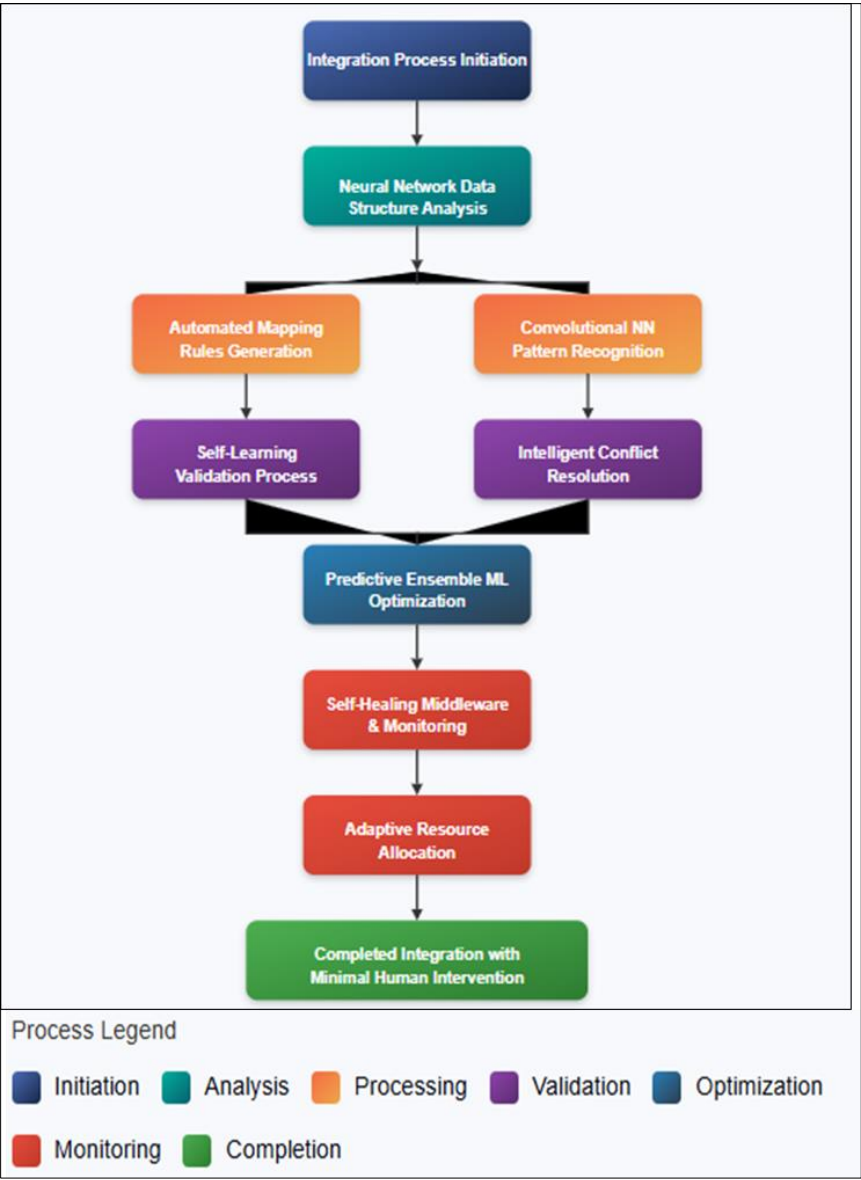 Integration Process Initiation
Neural Network Data
Structure Analysis
Automated Mapping
Rules Generation
Convolutional NN
Pattern Recognition
Self-Learning
Validation Process
Intelligent Conflict
Resolution
Predictive Ensemble ML
Optimization
Self-Healing Middleware
& Monitoring
Adaptive Resource
Allocation
Completed Integration with
Minimal Human Intervention
Process Legend
Initiation Analysis Processing Validation Optimization
Monitoring Completion